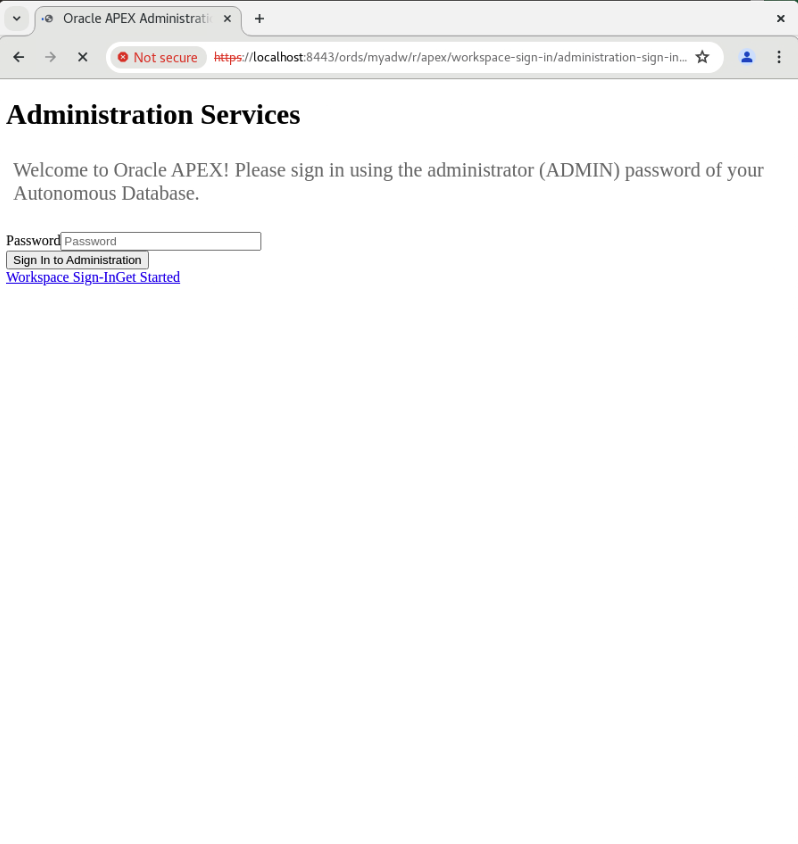 Oracle APEX Administratio
Not secure https://localhost:8443/ords/myadw/r/apex/workspace-sign-in/administration-sign-in...
Administration Services
Welcome to Oracle APEX! Please sign in using the administrator (ADMIN) password of your
Autonomous Database.
Password Password
Sign In to Administration
Workspace Sign-InGet Started